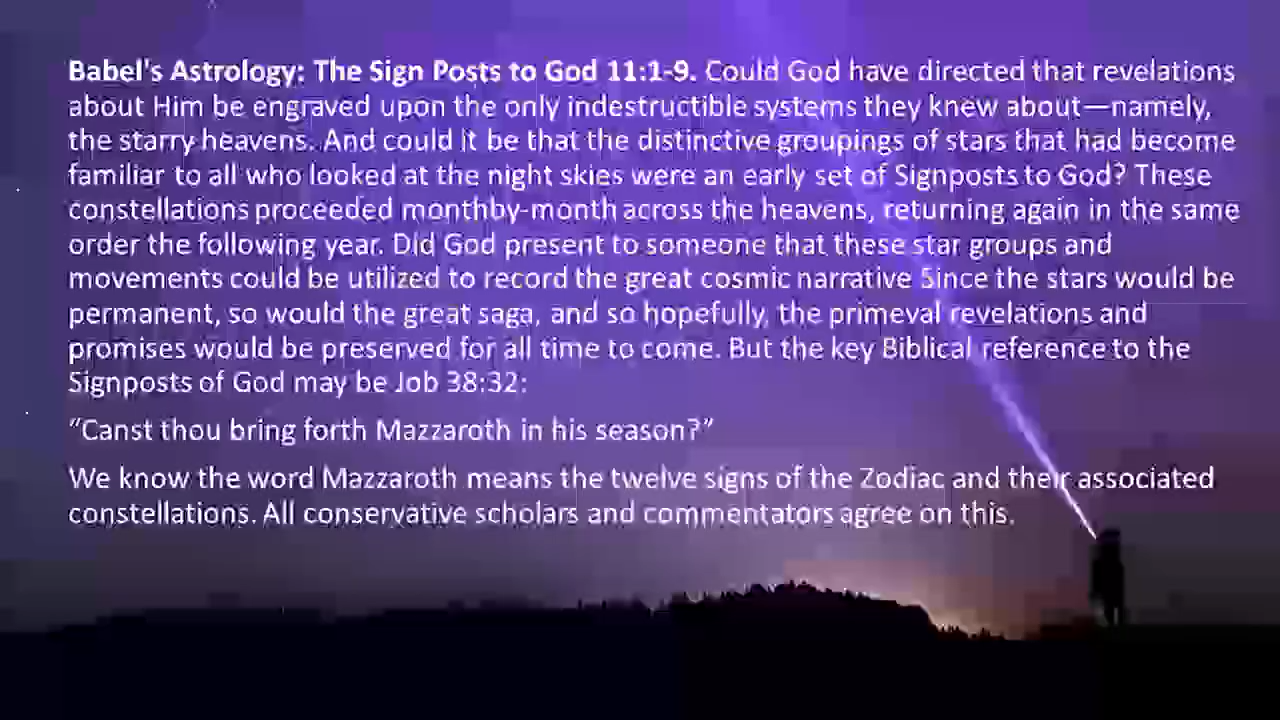 Babel's Astrology: The Sign Posts to God 11:1-9. Could God have directed that revelations
about Him be engraved upon the only indestructible systems they knew about—namely,
the starry heavens. And could it be that the distinctive groupings of stars that had become
familiar to all who looked at the night skies were an early set of Signposts to God? These
constellations proceeded monthby-month across the heavens, returning again in the same
order the following year. Did God present to someone that these star groups and
movements could be utilized to record the great cosmic narrative Since the stars would be
permanent, so would the great saga, and so hopefully, the primeval revelations and
promises would be preserved for all time to come. But the key Biblical reference to the
Signposts of God may be Job 38:32:
“Canst thou bring forth Mazzaroth in his season?”
We know the word Mazzaroth means the twelve signs of the Zodiac and their associated
constellations. All conservative scholars and commentators agree on this.